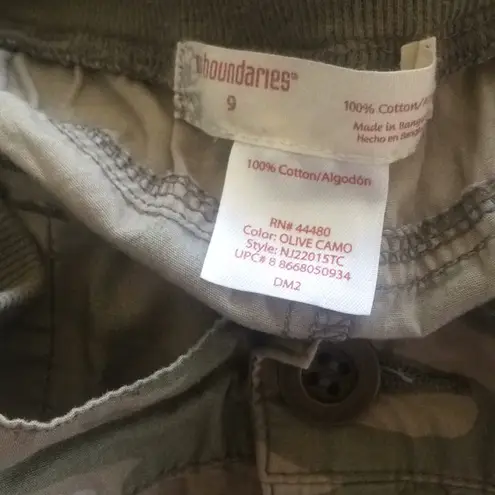 boundaries®
9
100% Cotton/A
Made in Bang
Hecho en Bang
100% Cotton/Algodón
RN# 44480
Color: OLIVE CAMO
Style: NJ22015TC
UPC# 8 8668050934
DM2